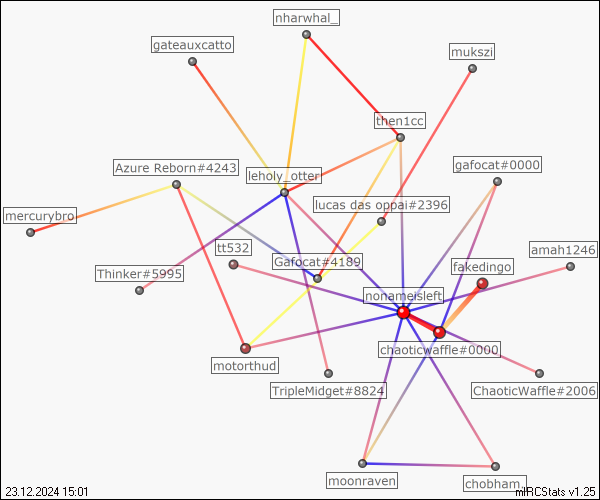 nharwhal_
gateauxcatto
mukszi
then1cc
Azure Reborn#4243
leholy_otter
gafocat#0000
lucas das oppai#2396
mercurybro
tt532
amah1246
Thinker#5995
Gafocat#4189
fakedingo
nonameisleft
chaoticwaffle#0000
motorthud
TripleMidget#8824
ChaoticWaffle#2006
moonraven
chobham_
23.12.2024 15:01
mIRCStats v1.25